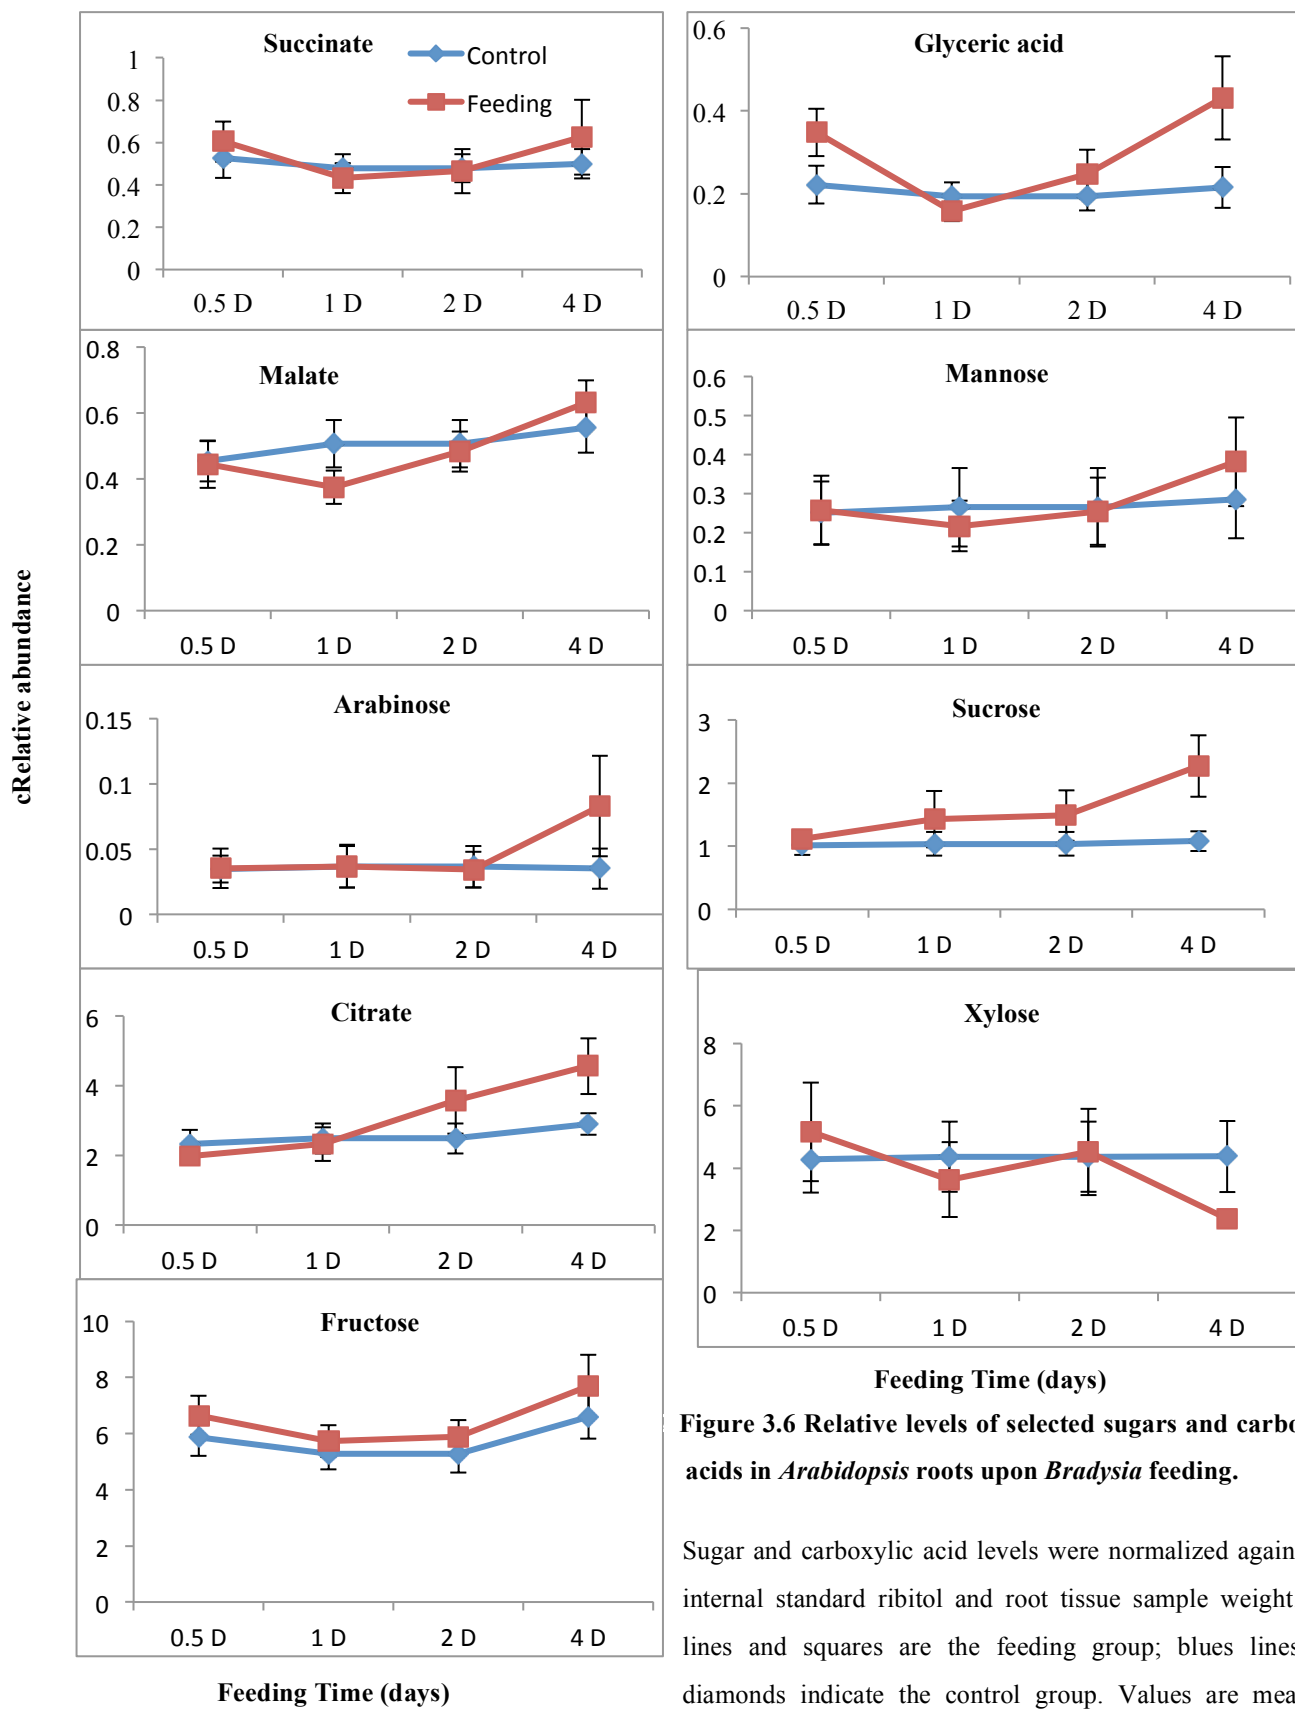 cRelative abundance
Succinate
Control
Feeding
1
0.8
0.6
0.4
0.2
0
0.5 D 1 D 2 D 4 D
Glyceric acid
0.6
0.4
0.2
0
0.5 D 1 D 2 D 4 D
Malate
0.8
0.6
0.4
0.2
0
0.5 D 1 D 2 D 4 D
Mannose
0.6
0.5
0.4
0.3
0.2
0.1
0
0.5 D 1 D 2 D 4 D
Arabinose
0.15
0.1
0.05
0
0.5 D 1 D 2 D 4 D
Sucrose
3
2
1
0
0.5 D 1 D 2 D 4 D
Citrate
6
4
2
0
0.5 D 1 D 2 D 4 D
Xylose
8
6
4
2
0
0.5 D 1 D 2 D 4 D
Feeding Time (days)
Fructose
10
8
6
4
2
0
0.5 D 1 D 2 D 4 D
Feeding Time (days)
Figure 3.6 Relative levels of selected sugars and carbo
acids in Arabidopsis roots upon Bradysia feeding.
Sugar and carboxylic acid levels were normalized again
internal standard ribitol and root tissue sample weight
lines and squares are the feeding group; blues lines
diamonds indicate the control group. Values are mea